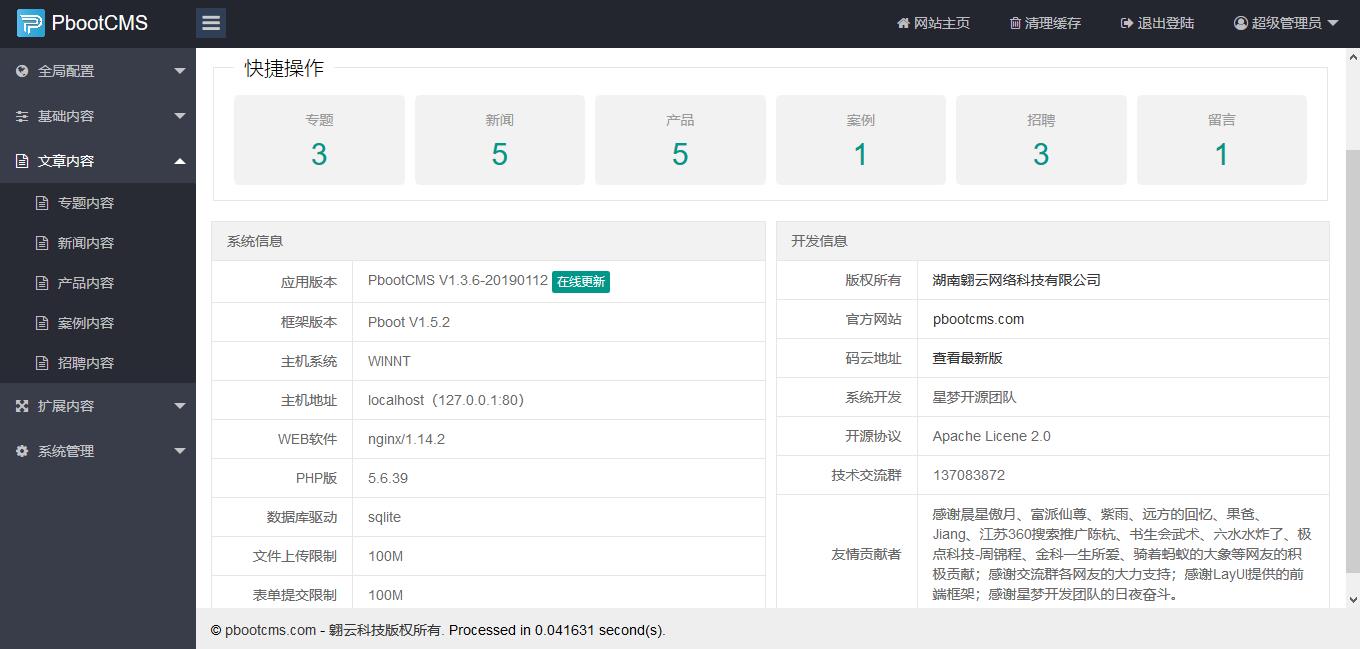 PbootCMS
网站主页
清理缓存
退出登陆
超级管理员
全局配置
基础内容
文章内容
专题内容
新闻内容
产品内容
案例内容
招聘内容
扩展内容
系统管理
快捷操作
专题
3
新闻
5
产品
5
案例
1
招聘
3
留言
1
系统信息
应用版本 PbootCMS V1.3.6-20190112 在线更新
框架版本 Pboot V1.5.2
主机系统 WINNT
主机地址 localhost（127.0.0.1:80）
WEB软件 nginx/1.14.2
PHP版 5.6.39
数据库驱动 sqlite
文件上传限制 100M
表单提交限制 100M
开发信息
版权所有 湖南翱云网络科技有限公司
官方网站 pbootcms.com
码云地址 查看最新版
系统开发 星梦开源团队
开源协议 Apache Licene 2.0
技术交流群 137083872
友情贡献者
感谢晨星傲月、富派仙尊、紫雨、远方的回忆、果爸、
Jiang、江苏360搜索推广陈杭、书生会武术、六水水炸了、极
点科技-周锦程、金科一生所爱、骑着蚂蚁的大象等网友的积
极贡献；感谢交流群各网友的大力支持；感谢LayUI提供的前
端框架；感谢星梦开发团队的日夜奋斗。
© pbootcms.com - 翱云科技版权所有. Processed in 0.041631 second(s).